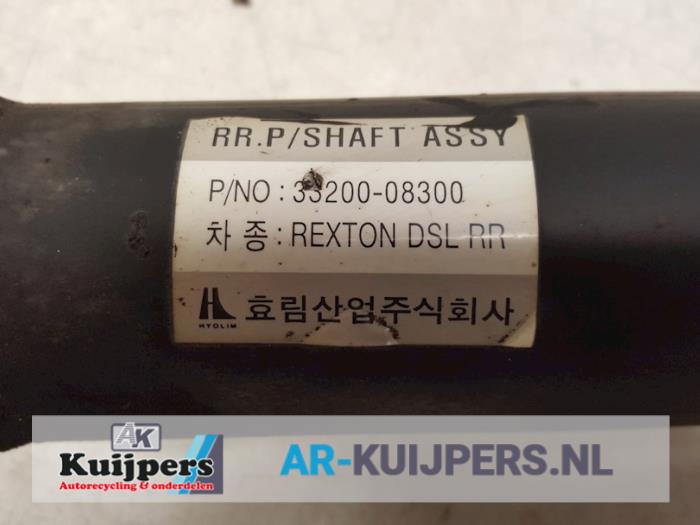 RR.P/SHAFT ASSY
P/NO : 33200-08300
차 종 : REXTON DSL RR
HYOLIM 효림산업주식회사
AK
Kuijpers
Autorecycling & onderdelen
AR-KUIJPERS.NL